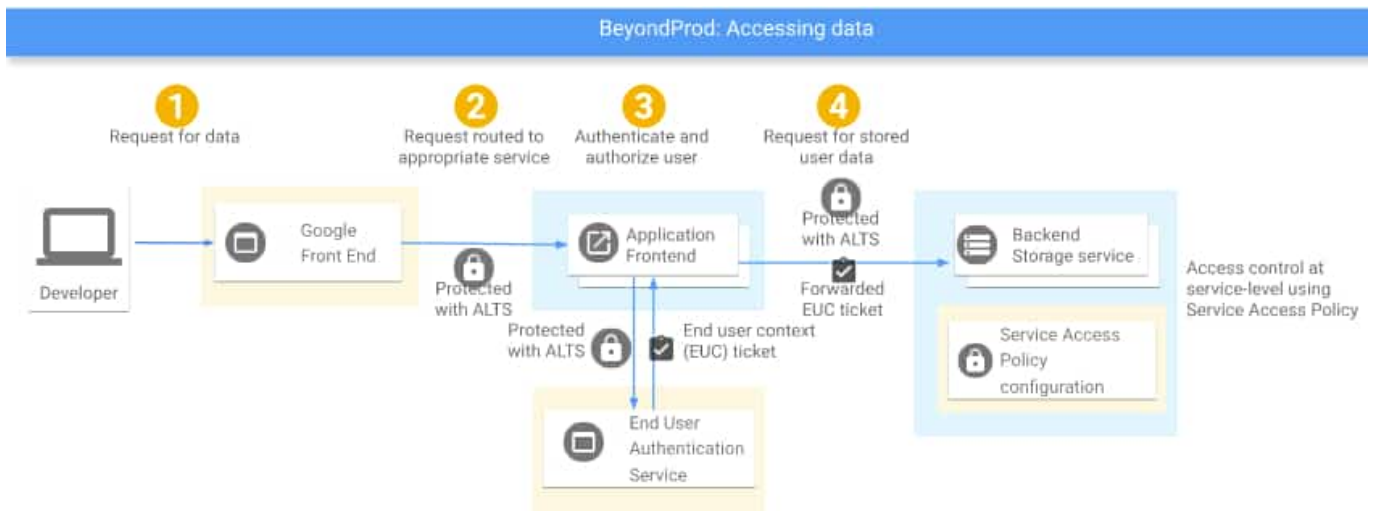 BeyondProd: Accessing data
1
Request for data
2
Request routed to
appropriate service
3
Authenticate and
authorize user
4
Request for stored
user data
Developer
Google
Front End
Protected
with ALTS
Application
Frontend
Protected
with ALTS
Forwarded
EUC ticket
Backend
Storage service
Access control at
service-level using
Service Access Policy
Protected
with ALTS
End user context
(EUC) ticket
Service Access
Policy
configuration
End User
Authentication
Service